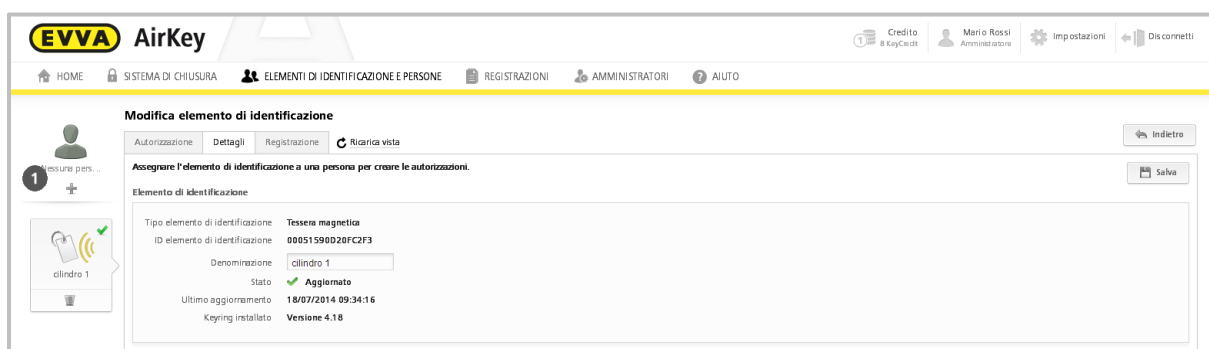 EVVA AirKey
Credito
8 KeyCredit
Mario Rossi
Amministratore
Impostazioni
Disconnetti
HOME SISTEMA DI CHIUSURA ELEMENTI DI IDENTIFICAZIONE E PERSONE REGISTRAZIONI AMMINISTRATORI AIUTO
Modifica elemento di identificazione
Autorizzazione Dettagli Registrazione Ricarica vista
Indietro
Nessuna pers...
1
Assegnare l'elemento di identificazione a una persona per creare le autorizzazioni.
Salva
Elemento di identificazione
Tipo elemento di identificazione Tessera magnetica
ID elemento di identificazione 00051590D20FC2F3
Denominazione cilindro 1
Stato Aggiornato
Ultimo aggiornamento 18/07/2014 09:34:16
Keyring installato Versione 4.18
cilindro 1